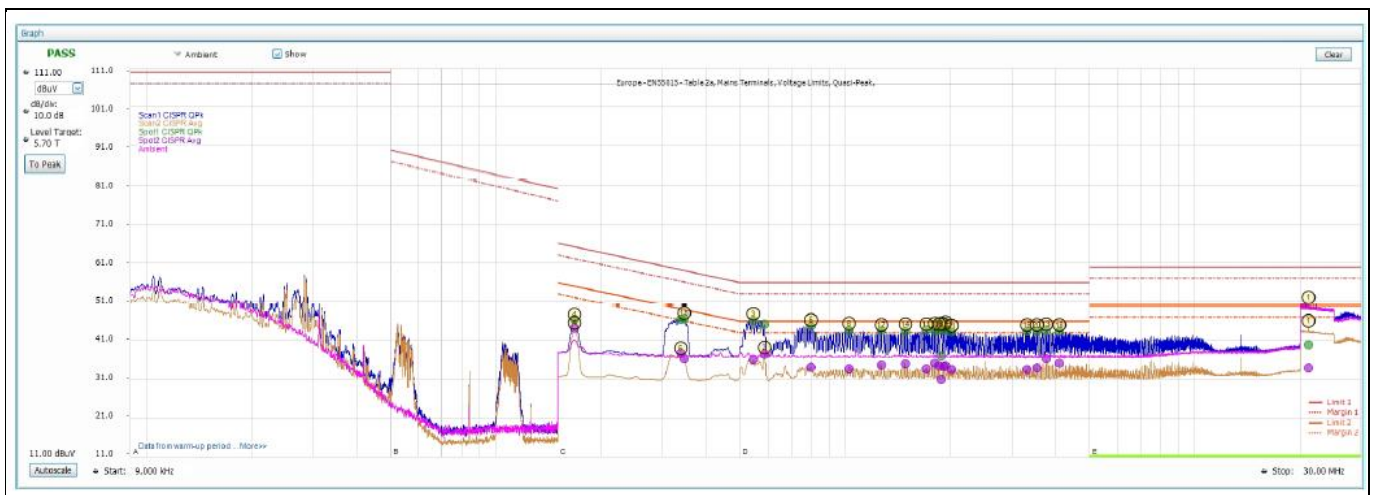 Graph
PASS
Ambient
Show
Clear
111.00
dBuV
dB/div:
10.0 dB
Level Target:
5.70 T
To Peak
111.0
101.0
91.0
81.0
71.0
61.0
51.0
41.0
31.0
21.0
11.0
Europe - EN55015 - Table 2a, Mains Terminals, Voltage Limits, Quasi-Peak,
Scan1 CISPR QPk
Scan2 CISPR Avg
Spot1 CISPR QPk
Spot2 CISPR Avg
Ambient
Limit 1
Margin 1
Limit 2
Margin 2
Data from warm-up period... More>>
A
B
C
D
E
11.00 dBuV
Autoscale
Start: 9.000 kHz
Stop: 30.00 MHz